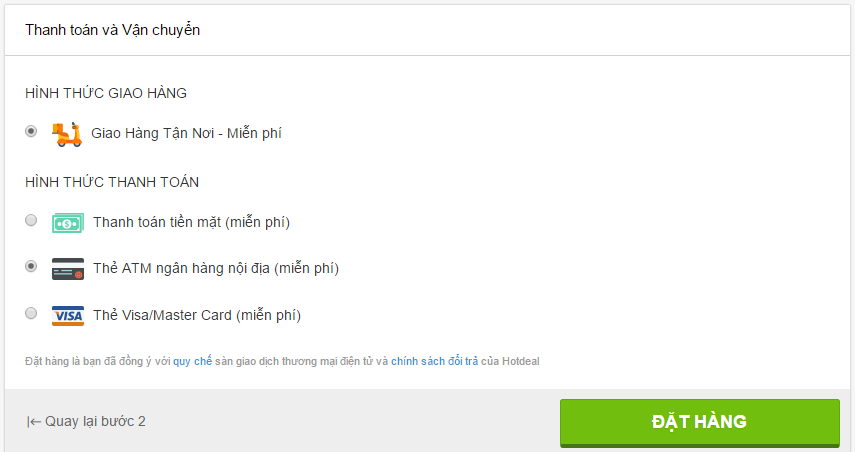 Thanh toán và Vận chuyển
HÌNH THỨC GIAO HÀNG
Giao Hàng Tận Nơi - Miễn phí
HÌNH THỨC THANH TOÁN
Thanh toán tiền mặt (miễn phí)
Thẻ ATM ngân hàng nội địa (miễn phí)
VISA Thẻ Visa/Master Card (miễn phí)
Đặt hàng là bạn đã đồng ý với quy chế sàn giao dịch thương mại điện tử và chính sách đổi trả của Hotdeal
Quay lại bước 2
ĐẶT HÀNG